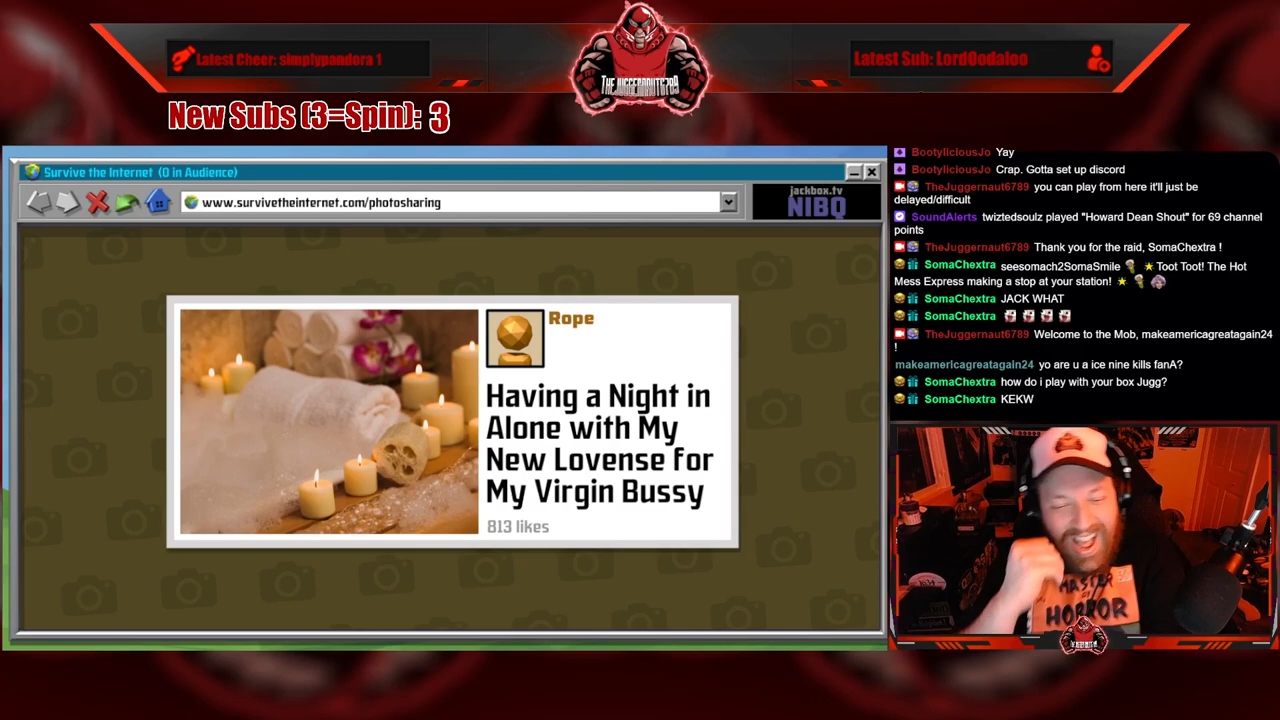 Latest Cheer: simplypandora 1
THEJUGGERNAUT6789
Latest Sub: LordOodaloo
New Subs (3=Spin): 3
Survive the Internet (0 in Audience)
www.survivetheinternet.com/photosharing
jackbox.tv
NIBQ
Rope
Having a Night in
Alone with My
New Lovense for
My Virgin Bussy
813 likes
BootyliciousJo Yay
BootyliciousJo Crap. Gotta set up discord
TheJuggernaut6789 you can play from here it'll just be
delayed/difficult
SoundAlerts twiztedsoulz played "Howard Dean Shout" for 69 channel
points
TheJuggernaut6789 Thank you for the raid, SomaChextra !
SomaChextra seesomach2SomaSmile Toot Toot! The Hot
Mess Express making a stop at your station!
SomaChextra JACK WHAT
SomaChextra
TheJuggernaut6789 Welcome to the Mob, makeamericagreatagain24
!
makeamericagreatagain24 yo are u a ice nine kills fanA?
SomaChextra how do i play with your box Jugg?
SomaChextra KEKW
MASTER
HORROR